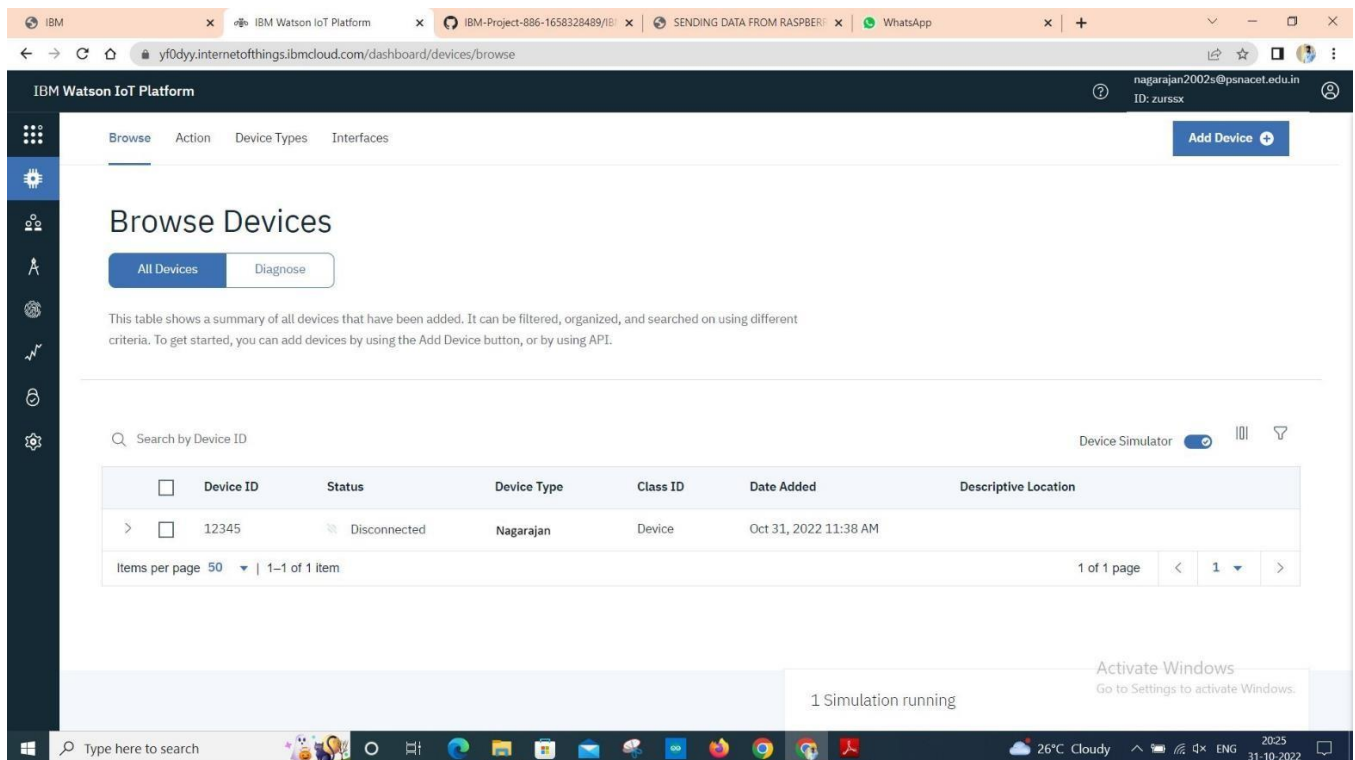 IBM
IBM Watson IoT Platform
IBM-Project-886-1658328489/IB
SENDING DATA FROM RASPBER
WhatsApp
yf0dyy.internetofthings.ibmcloud.com/dashboard/devices/browse
IBM Watson IoT Platform
nagarajan2002s@psnacet.edu.in
ID: zurssx
Browse Action Device Types Interfaces
Add Device
Browse Devices
All Devices Diagnose
This table shows a summary of all devices that have been added. It can be filtered, organized, and searched on using different
criteria. To get started, you can add devices by using the Add Device button, or by using API.
Search by Device ID
Device Simulator
Device ID Status Device Type Class ID Date Added Descriptive Location
12345 Disconnected Nagarajan Device Oct 31, 2022 11:38 AM
Items per page 50 | 1–1 of 1 item
1 of 1 page 1
Activate Windows
Go to Settings to activate Windows.
1 Simulation running
Type here to search
26°C Cloudy
ENG
20:25
31-10-2022